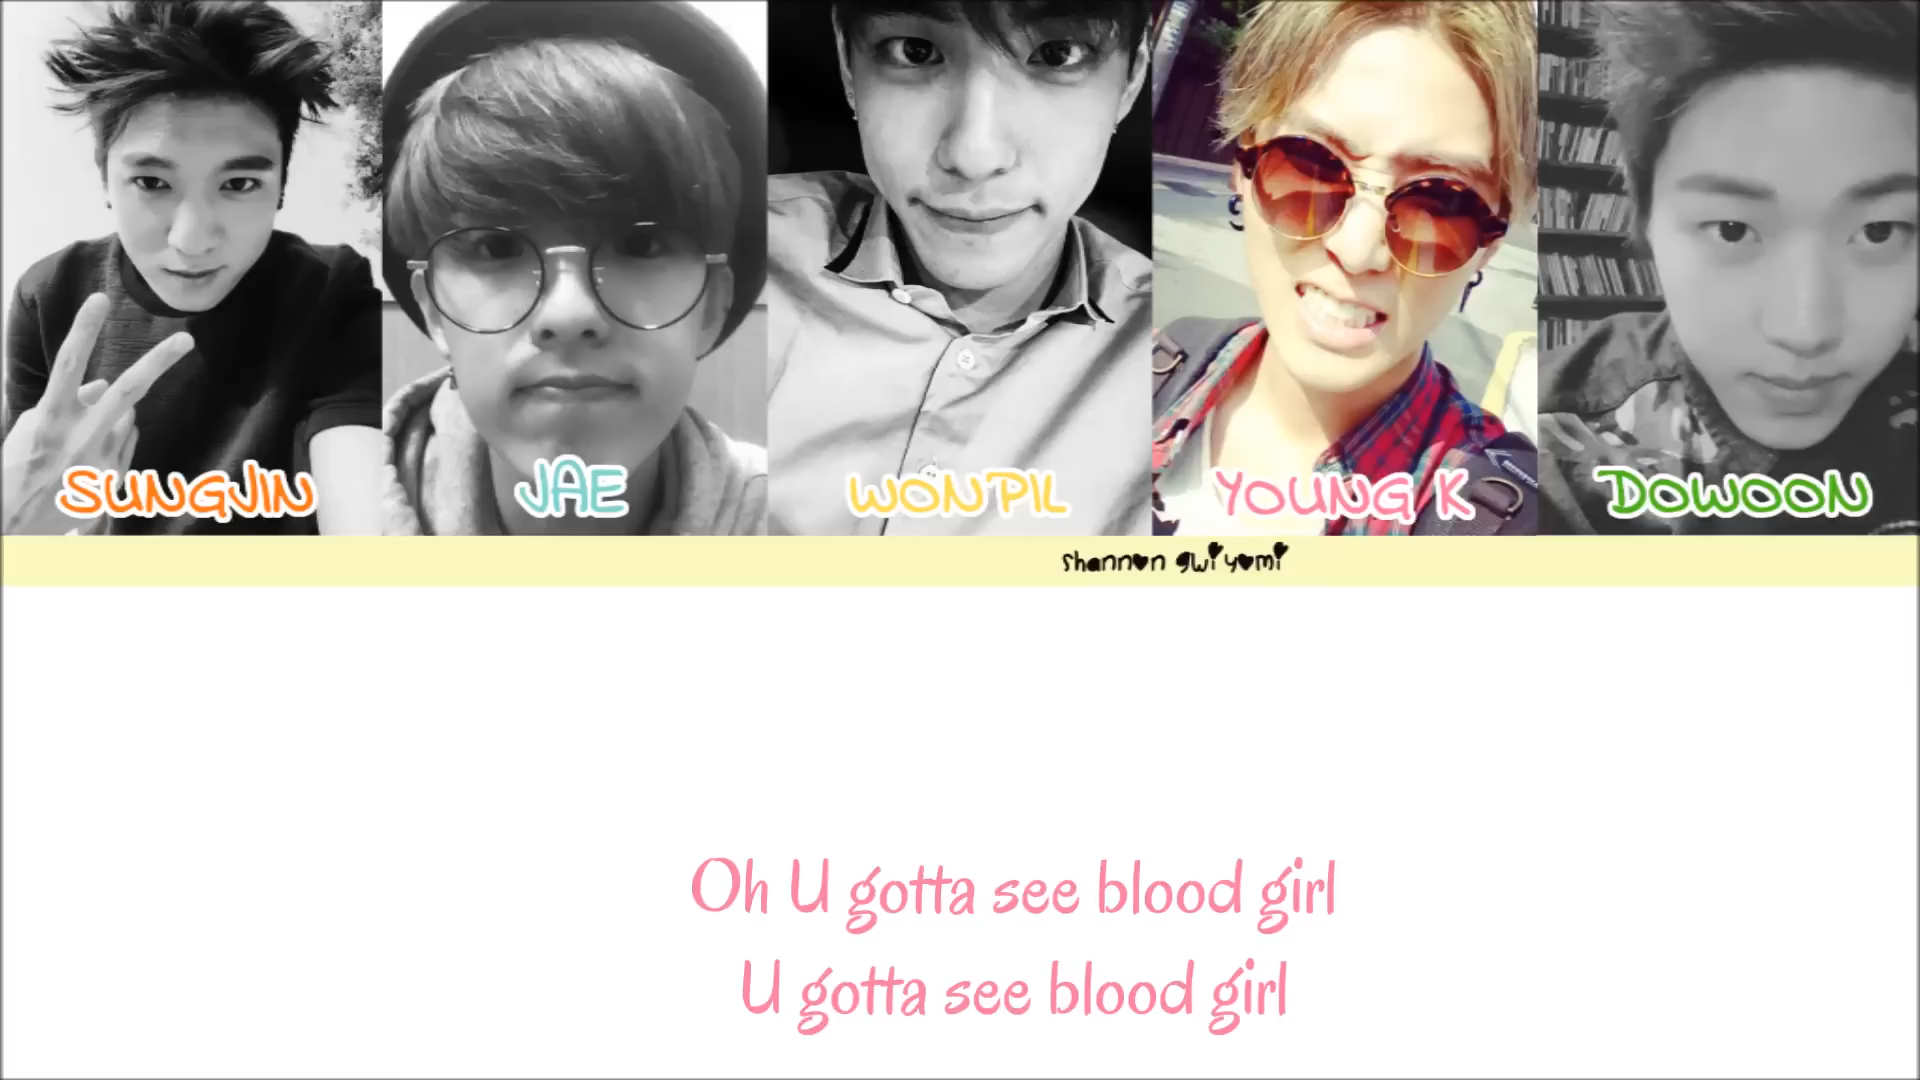 SUNGJIN
JAE
WONPIL
YOUNG K
DOWOON
shannon gwiyomi
Oh U gotta see blood girl
U gotta see blood girl